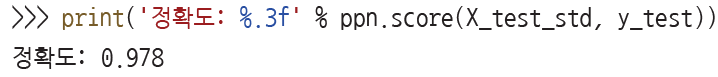 >>> print('정확도: %.3f' % ppn.score(X_test_std, y_test))
정확도: 0.978